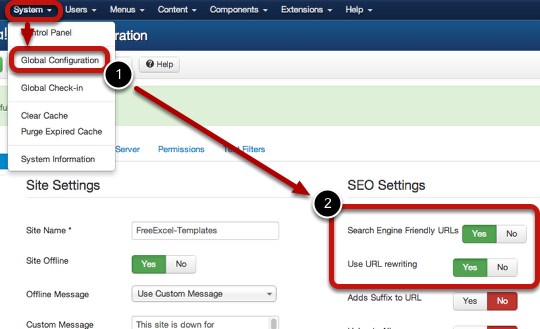 System Users Menus Content Components Extensions Help
Control Panel
Global Configuration
Help
1
Global Check-in
Clear Cache
Purge Expired Cache
System Information
Server Permissions Text Filters
Site Settings
SEO Settings
2
Site Name * FreeExcel-Templates
Search Engine Friendly URLs Yes No
Site Offline Yes No
Use URL rewriting Yes No
Offline Message Use Custom Message
Adds Suffix to URL Yes No
Custom Message This site is down for